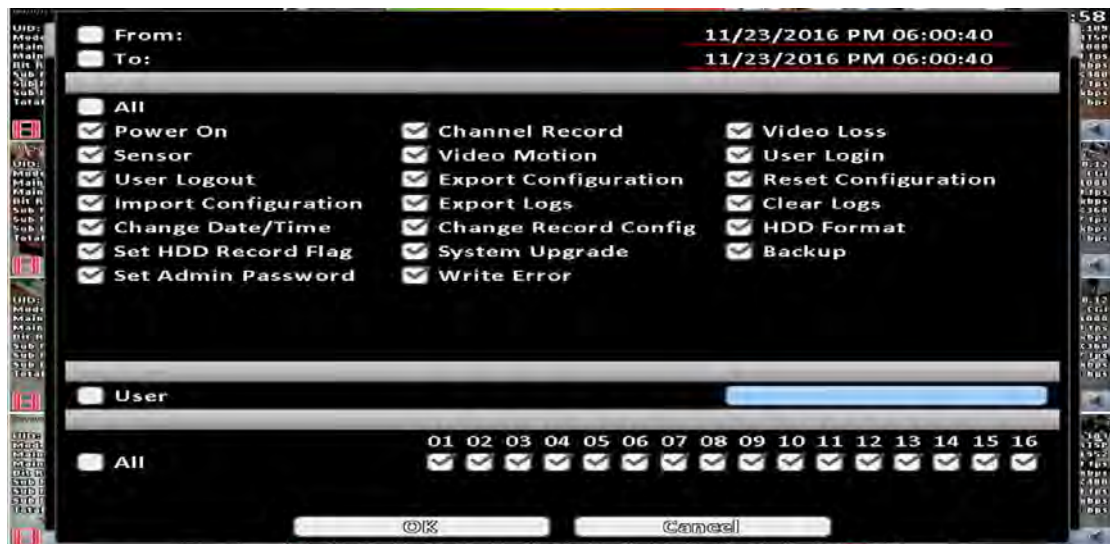 :58
From: 11/23/2016 PM 06:00:40
To: 11/23/2016 PM 06:00:40
All
Power On Channel Record Video Loss
Sensor Video Motion User Login
User Logout Export Configuration Reset Configuration
Import Configuration Export Logs Clear Logs
Change Date/Time Change Record Config HDD Format
Set HDD Record Flag System Upgrade Backup
Set Admin Password Write Error
User
01 02 03 04 05 06 07 08 09 10 11 12 13 14 15 16
All
OK Cancel